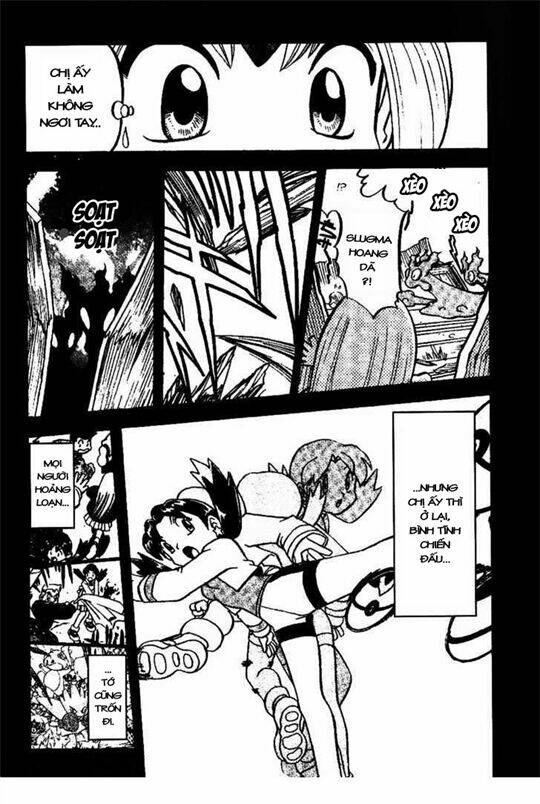 CHỊ ẤY
LÀM
KHÔNG
NGƠI TAY..
SOẠT
SOẠT
!?
SLUGMA
HOANG
DÃ
?!
XÈO
XÈO
XÈO
MỌI
NGƯỜI
HOẢNG
LOẠN...
...NHƯNG
CHỊ ẤY THÌ
Ở LẠI,
BÌNH TĨNH
CHIẾN
ĐẤU...
...
TỚ
CŨNG
TRỐN
ĐI.